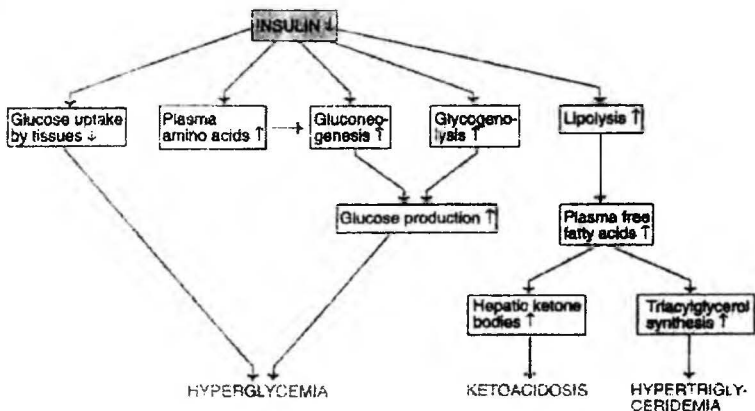 INSULIN ↓
Glucose uptake
by tissues ↓
Plasma
amino acids ↑
Gluconeo-
genesis ↑
Glycogeno-
lysis ↑
Lipolysis ↑
Glucose production ↑
Plasma free
fatty acids ↑
Hepatic ketone
bodies ↑
Triacylglycerol
synthesis ↑
HYPERGLYCEMIA
KETOACIDOSIS
HYPERTRIGLY-
CERIDEMIA